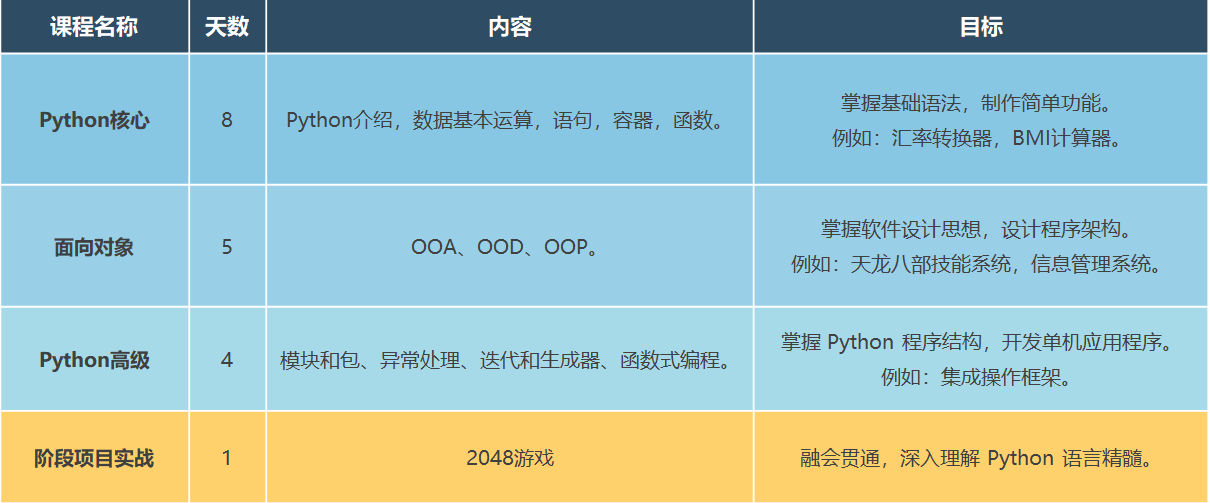 课程名称 天数 内容 目标
Python核心 8 Python介绍，数据基本运算，语句，容器，函数。 掌握基础语法，制作简单功能。
例如：汇率转换器，BMI计算器。
面向对象 5 OOA、OOD、OOP。 掌握软件设计思想，设计程序架构。
例如：天龙八部技能系统，信息管理系统。
Python高级 4 模块和包、异常处理、迭代和生成器、函数式编程。 掌握 Python 程序结构，开发单机应用程序。
例如：集成操作框架。
阶段项目实战 1 2048游戏 融会贯通，深入理解 Python 语言精髓。